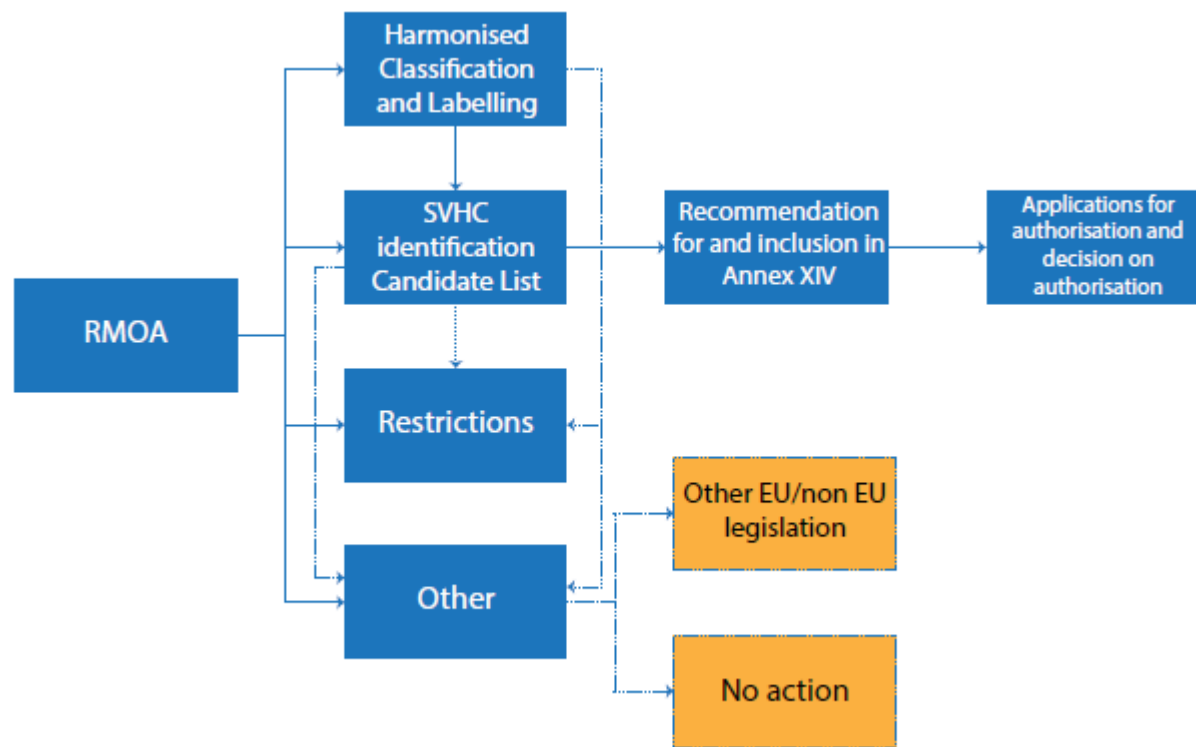 Harmonised
Classification
and Labelling
SVHC
identification
Candidate List
Recommendation
for and inclusion in
Annex XIV
Applications for
authorisation and
decision on
authorisation
RMOA
Restrictions
Other EU/non EU
legislation
Other
No action